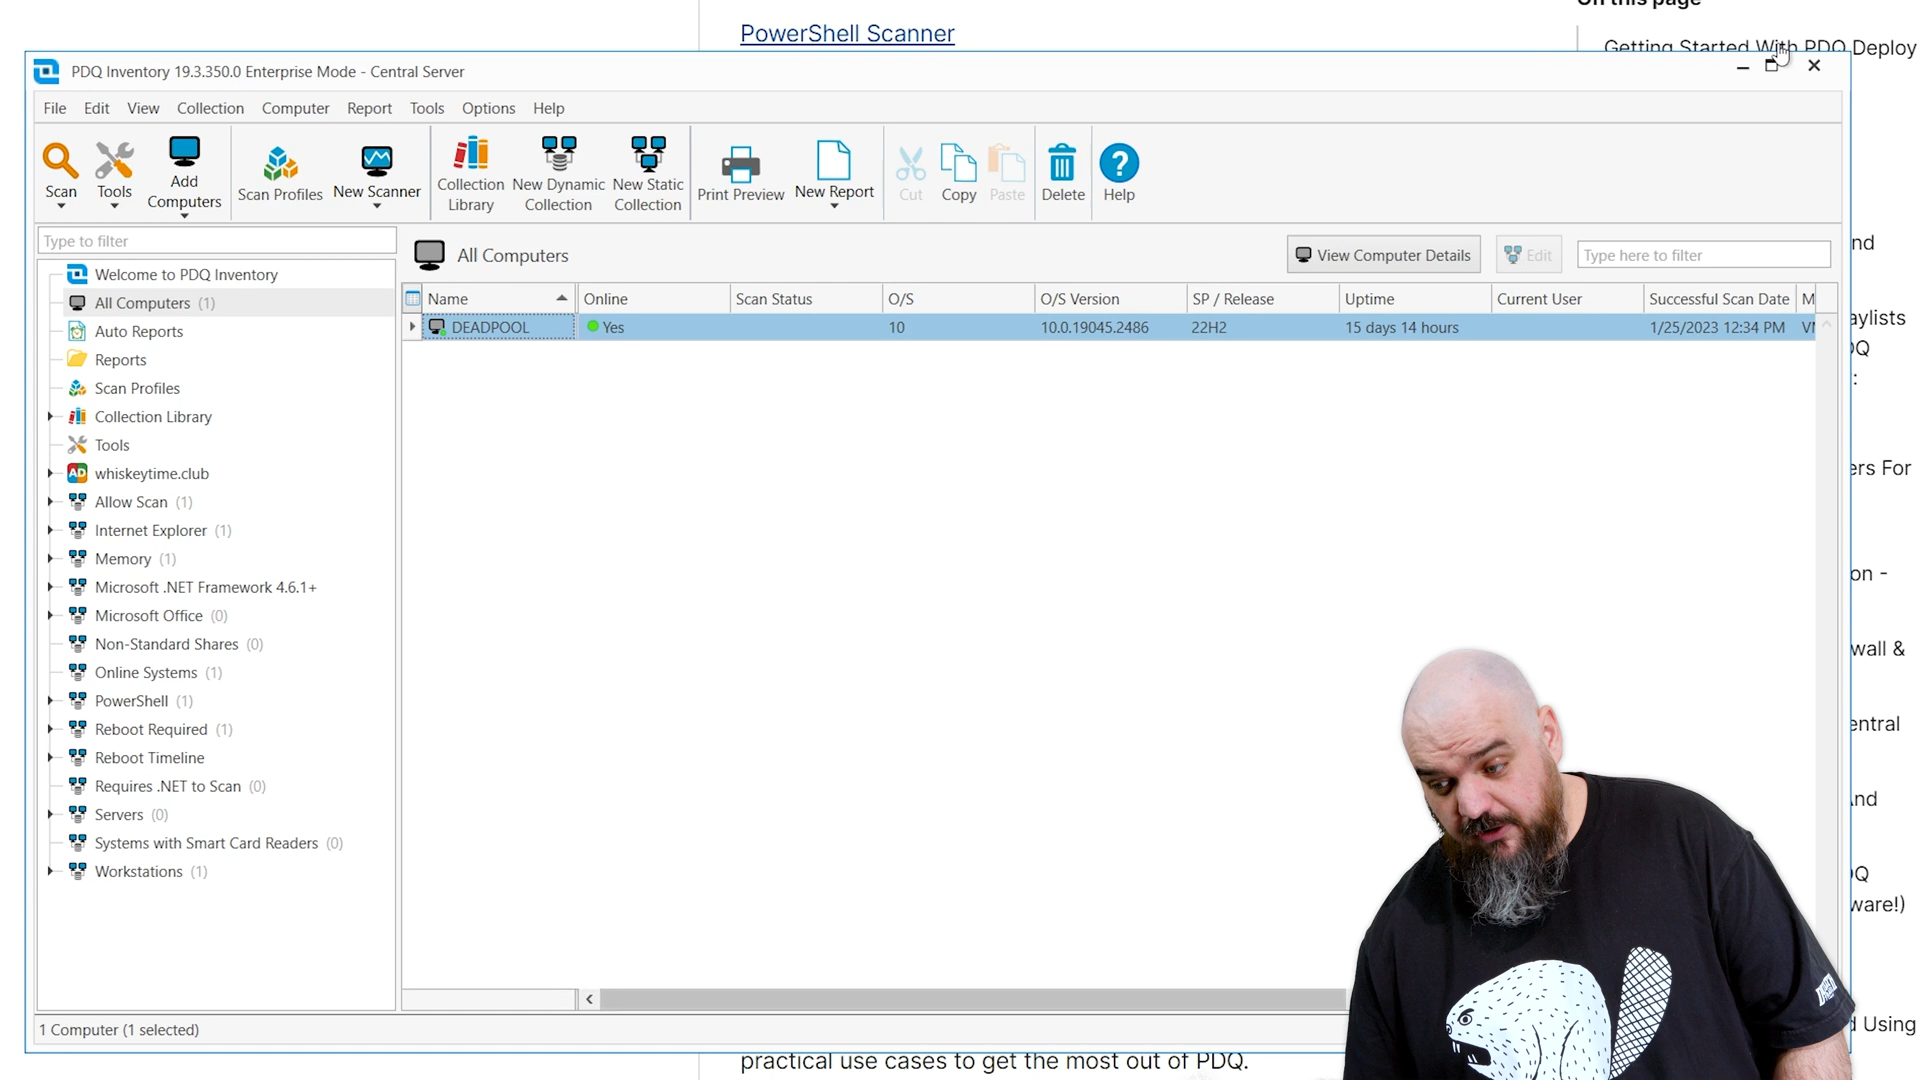 On this page
PowerShell Scanner
Getting Started With PDQ Deploy
PDQ Inventory 19.3.350.0 Enterprise Mode - Central Server
File Edit View Collection Computer Report Tools Options Help
Scan
Tools
Add Computers
Scan Profiles
New Scanner
Collection Library
New Dynamic Collection
New Static Collection
Print Preview
New Report
Cut
Copy
Paste
Delete
Help
Type to filter
All Computers
View Computer Details
Edit
Type here to filter
Name Online Scan Status O/S O/S Version SP / Release Uptime Current User Successful Scan Date M
DEADPOOL Yes 10 10.0.19045.2486 22H2 15 days 14 hours 1/25/2023 12:34 PM VM
Welcome to PDQ Inventory
All Computers (1)
Auto Reports
Reports
Scan Profiles
Collection Library
Tools
AD whiskeytime.club
Allow Scan (1)
Internet Explorer (1)
Memory (1)
Microsoft .NET Framework 4.6.1+
Microsoft Office (0)
Non-Standard Shares (0)
Online Systems (1)
PowerShell (1)
Reboot Required (1)
Reboot Timeline
Requires .NET to Scan (0)
Servers (0)
Systems with Smart Card Readers (0)
Workstations (1)
1 Computer (1 selected)
nd
aylists
:
ers For
on -
wall &
entral
nd
ware!)
Using
practical use cases to get the most out of PDQ.